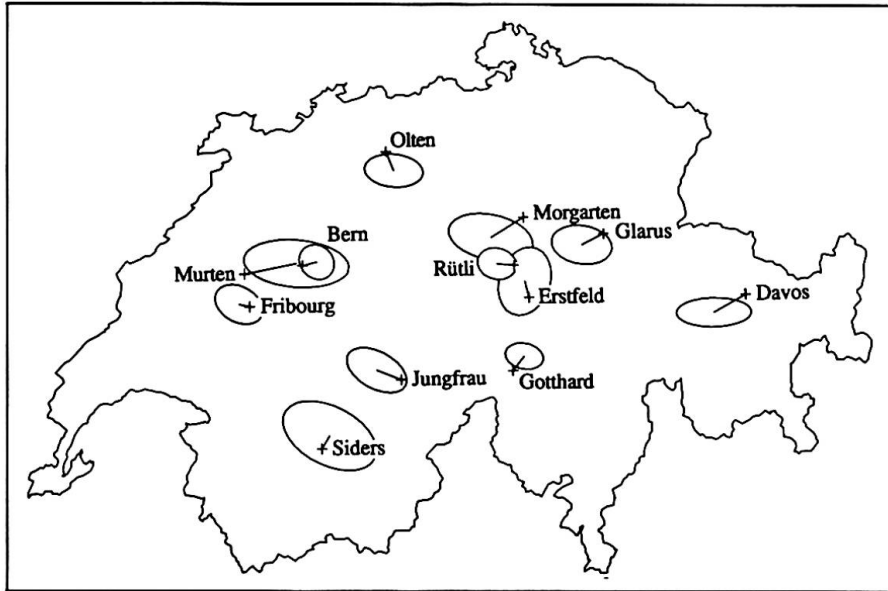 Olten
Morgarten
Glarus
Bern
Rütli
Murten
Erstfeld
Davos
Fribourg
Jungfrau
Gotthard
Siders